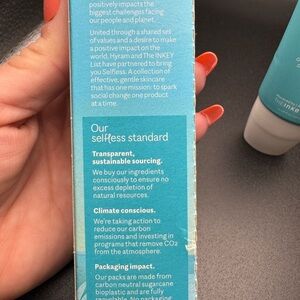 positively impacts the
biggest challenges facing
our people and planet.
United through a shared set
of values and a desire to make
a positive impact on the
world, Hyram and The INKEY
List have partnered to bring
you Selfless. A collection of
effective, gentle skincare
that has one mission: to spark
social change one product
at a time.
Our
selfless standard
Transparent,
sustainable sourcing.
We buy our ingredients
consciously to ensure no
excess depletion of
natural resources.
Climate conscious.
We're taking action to
reduce our carbon
emissions and investing in
programs that remove CO2
from the atmosphere.
Packaging impact.
Our packs are made from
carbon neutral sugarcane
bioplastic and are fully
recyclable. No packaging